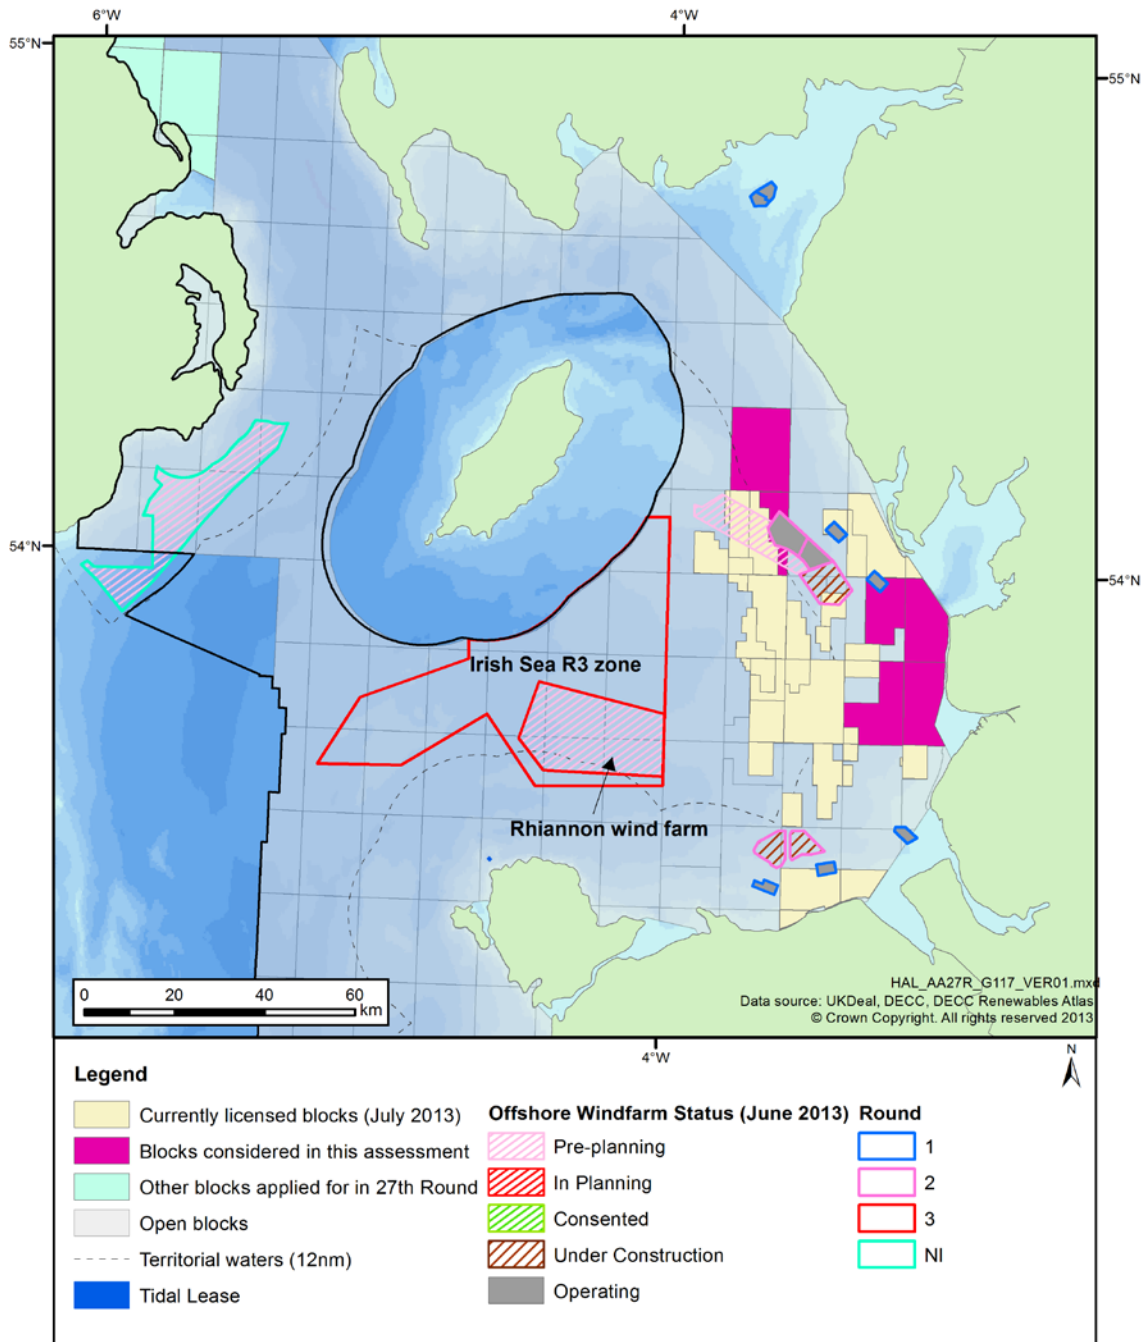 6°W
4°W
55°N
55°N
54°N
54°N
Irish Sea R3 zone
Rhiannon wind farm
0 20 40 60
km
HAL_AA27R_G117_VER01.mxd
Data source: UKDeal, DECC, DECC Renewables Atlas
© Crown Copyright. All rights reserved 2013
4°W
N
Legend
Currently licensed blocks (July 2013)
Blocks considered in this assessment
Other blocks applied for in 27th Round
Open blocks
Territorial waters (12nm)
Tidal Lease
Offshore Windfarm Status (June 2013)
Pre-planning
In Planning
Consented
Under Construction
Operating
Round
1
2
3
NI